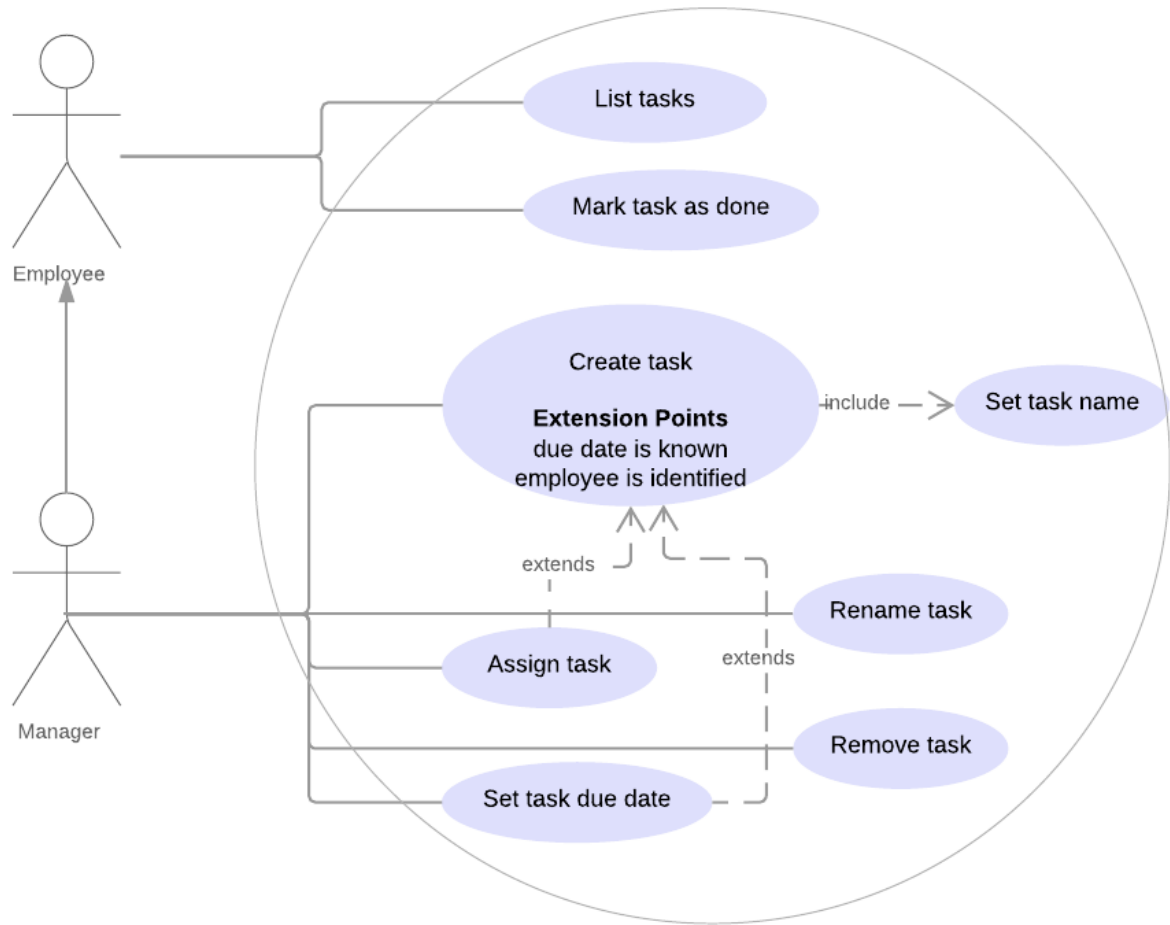 List tasks
Mark task as done
Employee
Create task
Extension Points
due date is known
employee is identified
include
Set task name
extends
Rename task
extends
Assign task
Manager
Remove task
Set task due date